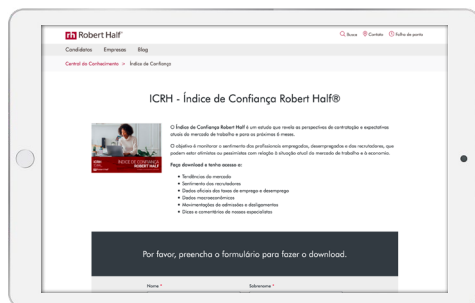 rh Robert Half®
Busca Contato Folha de ponto
Candidatos Empresas Blog
Central do Conhecimento > Índice de Confiança
ICRH - Índice de Confiança Robert Half®
O Índice de Confiança Robert Half é um estudo que revela as perspectivas de contratação e expectativas
atuais do mercado de trabalho e para os próximos 6 meses.
O objetivo é monitorar o sentimento dos profissionais empregados, desempregados e dos recrutadores, que
podem estar otimistas ou pessimistas com relação à situação atual do mercado de trabalho e à economia.
Faça download e tenha acesso a:
Tendências do mercado
Sentimento dos recrutadores
Dados oficiais das taxas de emprego e desemprego
Dados macroeconômicos
Movimentações de admissões e desligamentos
Dicas e comentários de nossos especialistas
ICRH
ÍNDICE DE CONFIANÇA
ROBERT HALF
Por favor, preencha o formulário para fazer o download.
Nome * Sobrenome *